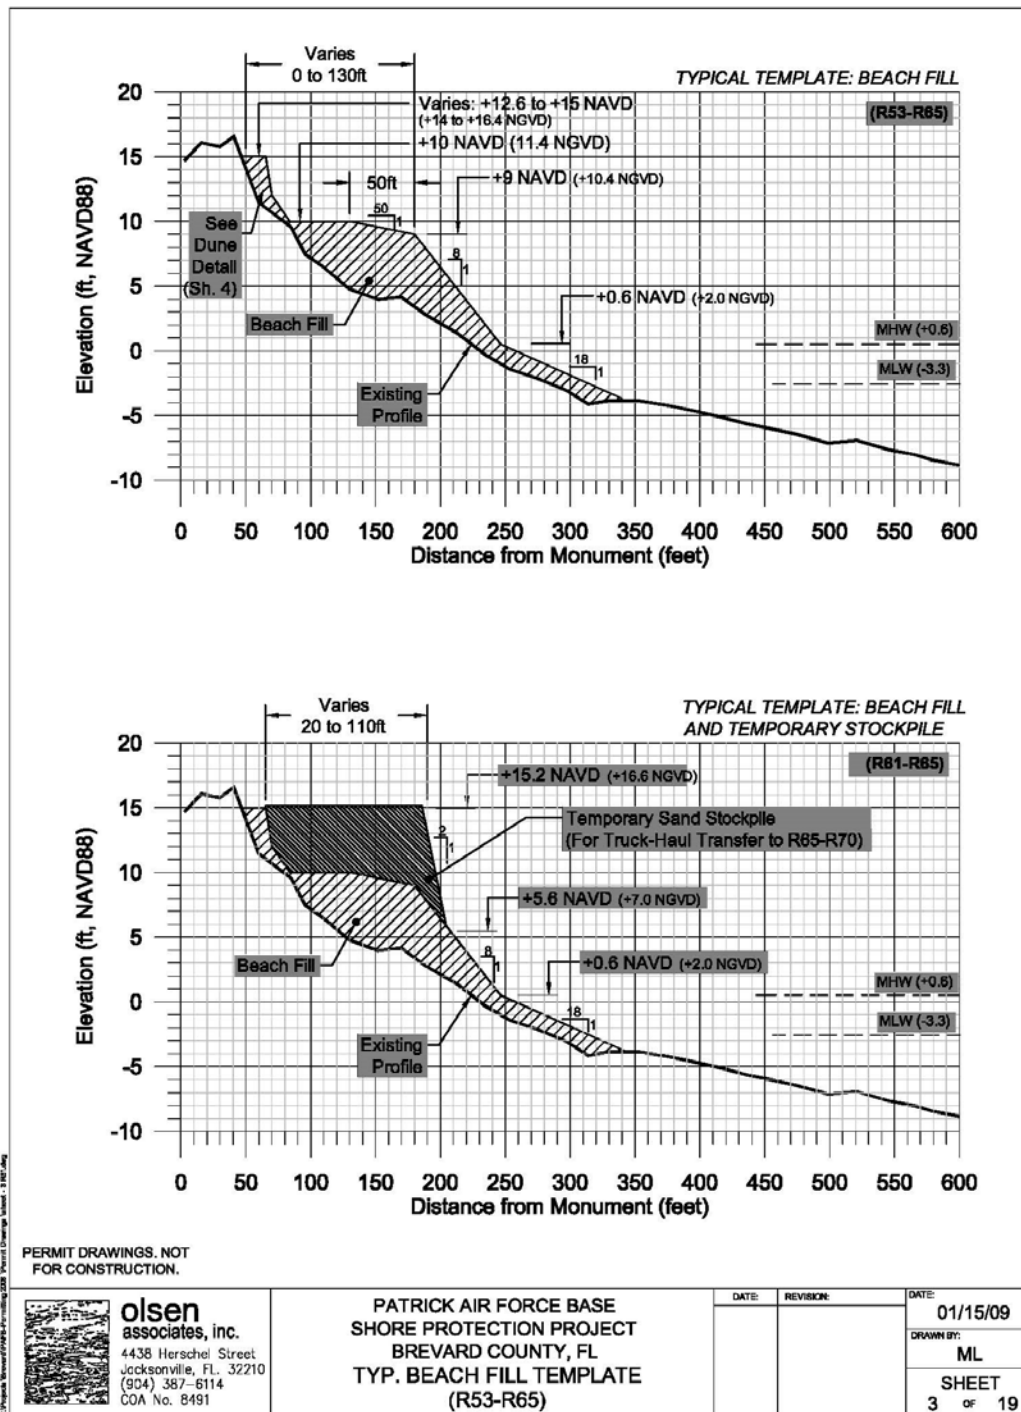 Varies
0 to 130ft
TYPICAL TEMPLATE: BEACH FILL
(R53-R65)
Varies: +12.6 to +15 NAVD
(+14 to +16.4 NGVD)
+10 NAVD (11.4 NGVD)
50ft
+9 NAVD (+10.4 NGVD)
50
1
8
1
See
Dune
Detail
(Sh. 4)
Beach Fill
+0.6 NAVD (+2.0 NGVD)
MHW (+0.6)
MLW (-3.3)
18
1
Existing
Profile
20
15
10
5
0
-5
-10
Elevation (ft, NAVD88)
0 50 100 150 200 250 300 350 400 450 500 550 600
Distance from Monument (feet)
Varies
20 to 110ft
TYPICAL TEMPLATE: BEACH FILL
AND TEMPORARY STOCKPILE
(R61-R65)
+15.2 NAVD (+16.6 NGVD)
Temporary Sand Stockpile
(For Truck-Haul Transfer to R65-R70)
2
1
+5.6 NAVD (+7.0 NGVD)
8
1
Beach Fill
+0.6 NAVD (+2.0 NGVD)
MHW (+0.6)
MLW (-3.3)
18
1
Existing
Profile
20
15
10
5
0
-5
-10
Elevation (ft, NAVD88)
0 50 100 150 200 250 300 350 400 450 500 550 600
Distance from Monument (feet)
PERMIT DRAWINGS. NOT
FOR CONSTRUCTION.
olsen
associates, inc.
4438 Herschel Street
Jacksonville, FL. 32210
(904) 387-6114
COA No. 8491
PATRICK AIR FORCE BASE
SHORE PROTECTION PROJECT
BREVARD COUNTY, FL
TYP. BEACH FILL TEMPLATE
(R53-R65)
DATE:
REVISION:
DATE:
01/15/09
DRAWN BY:
ML
SHEET
3 OF 19